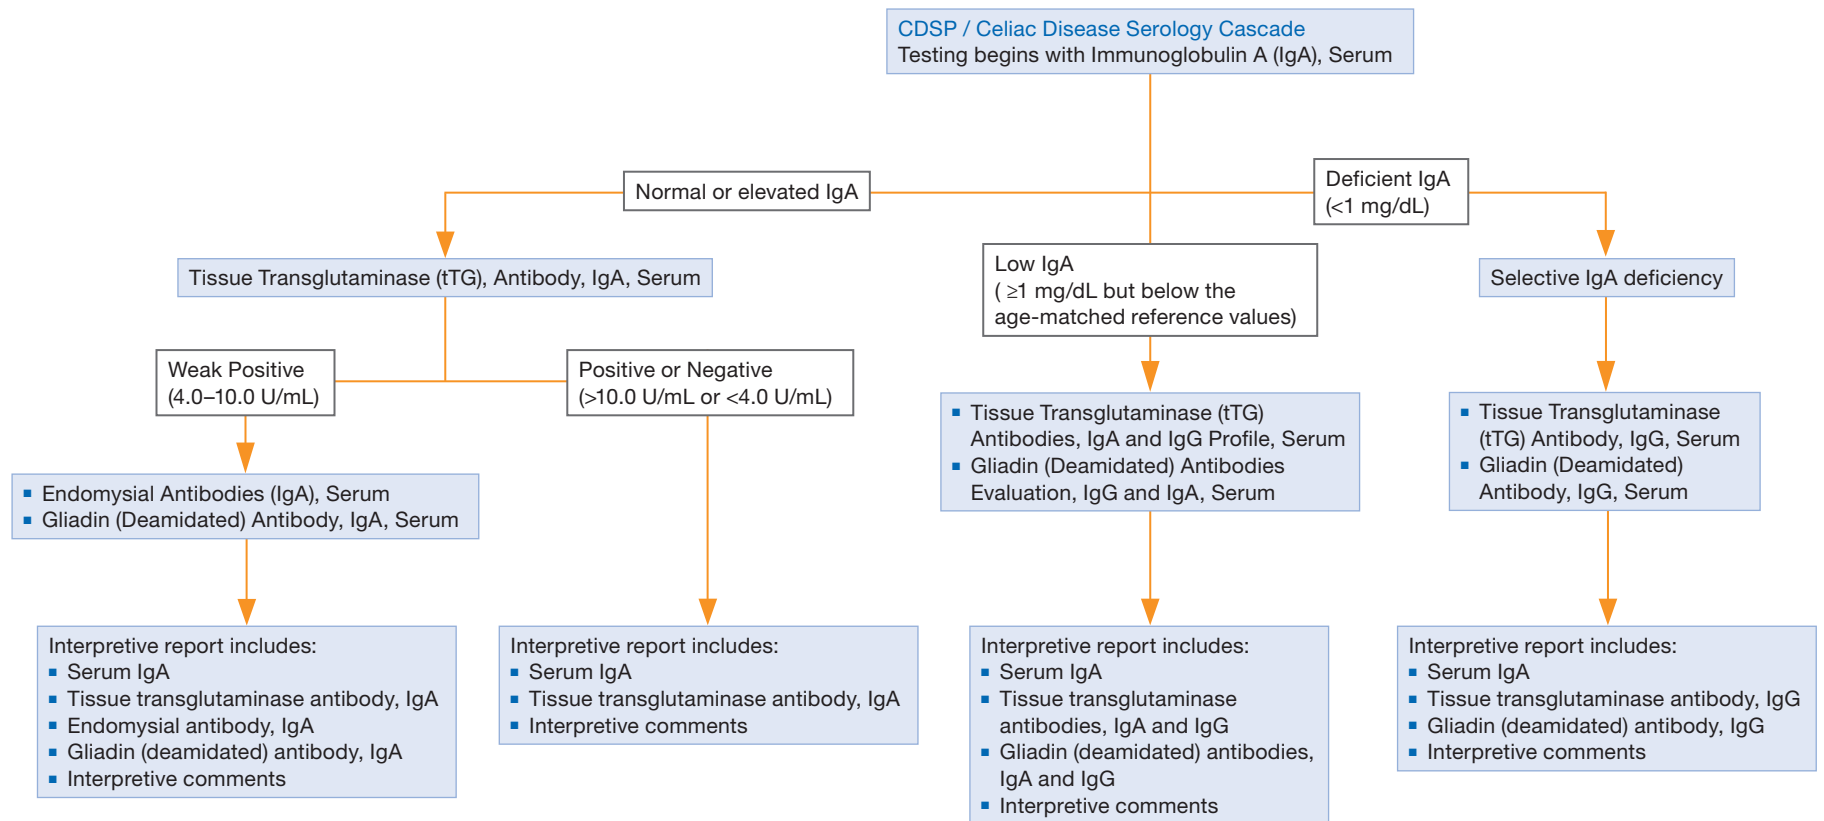 CDSP / Celiac Disease Serology Cascade
Testing begins with Immunoglobulin A (IgA), Serum
Normal or elevated IgA
Deficient IgA
(<1 mg/dL)
Low IgA
( ≥1 mg/dL but below the
age-matched reference values)
Tissue Transglutaminase (tTG), Antibody, IgA, Serum
Selective IgA deficiency
Weak Positive
(4.0–10.0 U/mL)
Positive or Negative
(>10.0 U/mL or <4.0 U/mL)
▪ Tissue Transglutaminase (tTG)
Antibodies, IgA and IgG Profile, Serum
▪ Gliadin (Deamidated) Antibodies
Evaluation, IgG and IgA, Serum
▪ Tissue Transglutaminase
(tTG) Antibody, IgG, Serum
▪ Gliadin (Deamidated)
Antibody, IgG, Serum
▪ Endomysial Antibodies (IgA), Serum
▪ Gliadin (Deamidated) Antibody, IgA, Serum
Interpretive report includes:
▪ Serum IgA
▪ Tissue transglutaminase antibody, IgA
▪ Endomysial antibody, IgA
▪ Gliadin (deamidated) antibody, IgA
▪ Interpretive comments
Interpretive report includes:
▪ Serum IgA
▪ Tissue transglutaminase antibody, IgA
▪ Interpretive comments
Interpretive report includes:
▪ Serum IgA
▪ Tissue transglutaminase
antibodies, IgA and IgG
▪ Gliadin (deamidated) antibodies,
IgA and IgG
▪ Interpretive comments
Interpretive report includes:
▪ Serum IgA
▪ Tissue transglutaminase antibody, IgG
▪ Gliadin (deamidated) antibody, IgG
▪ Interpretive comments